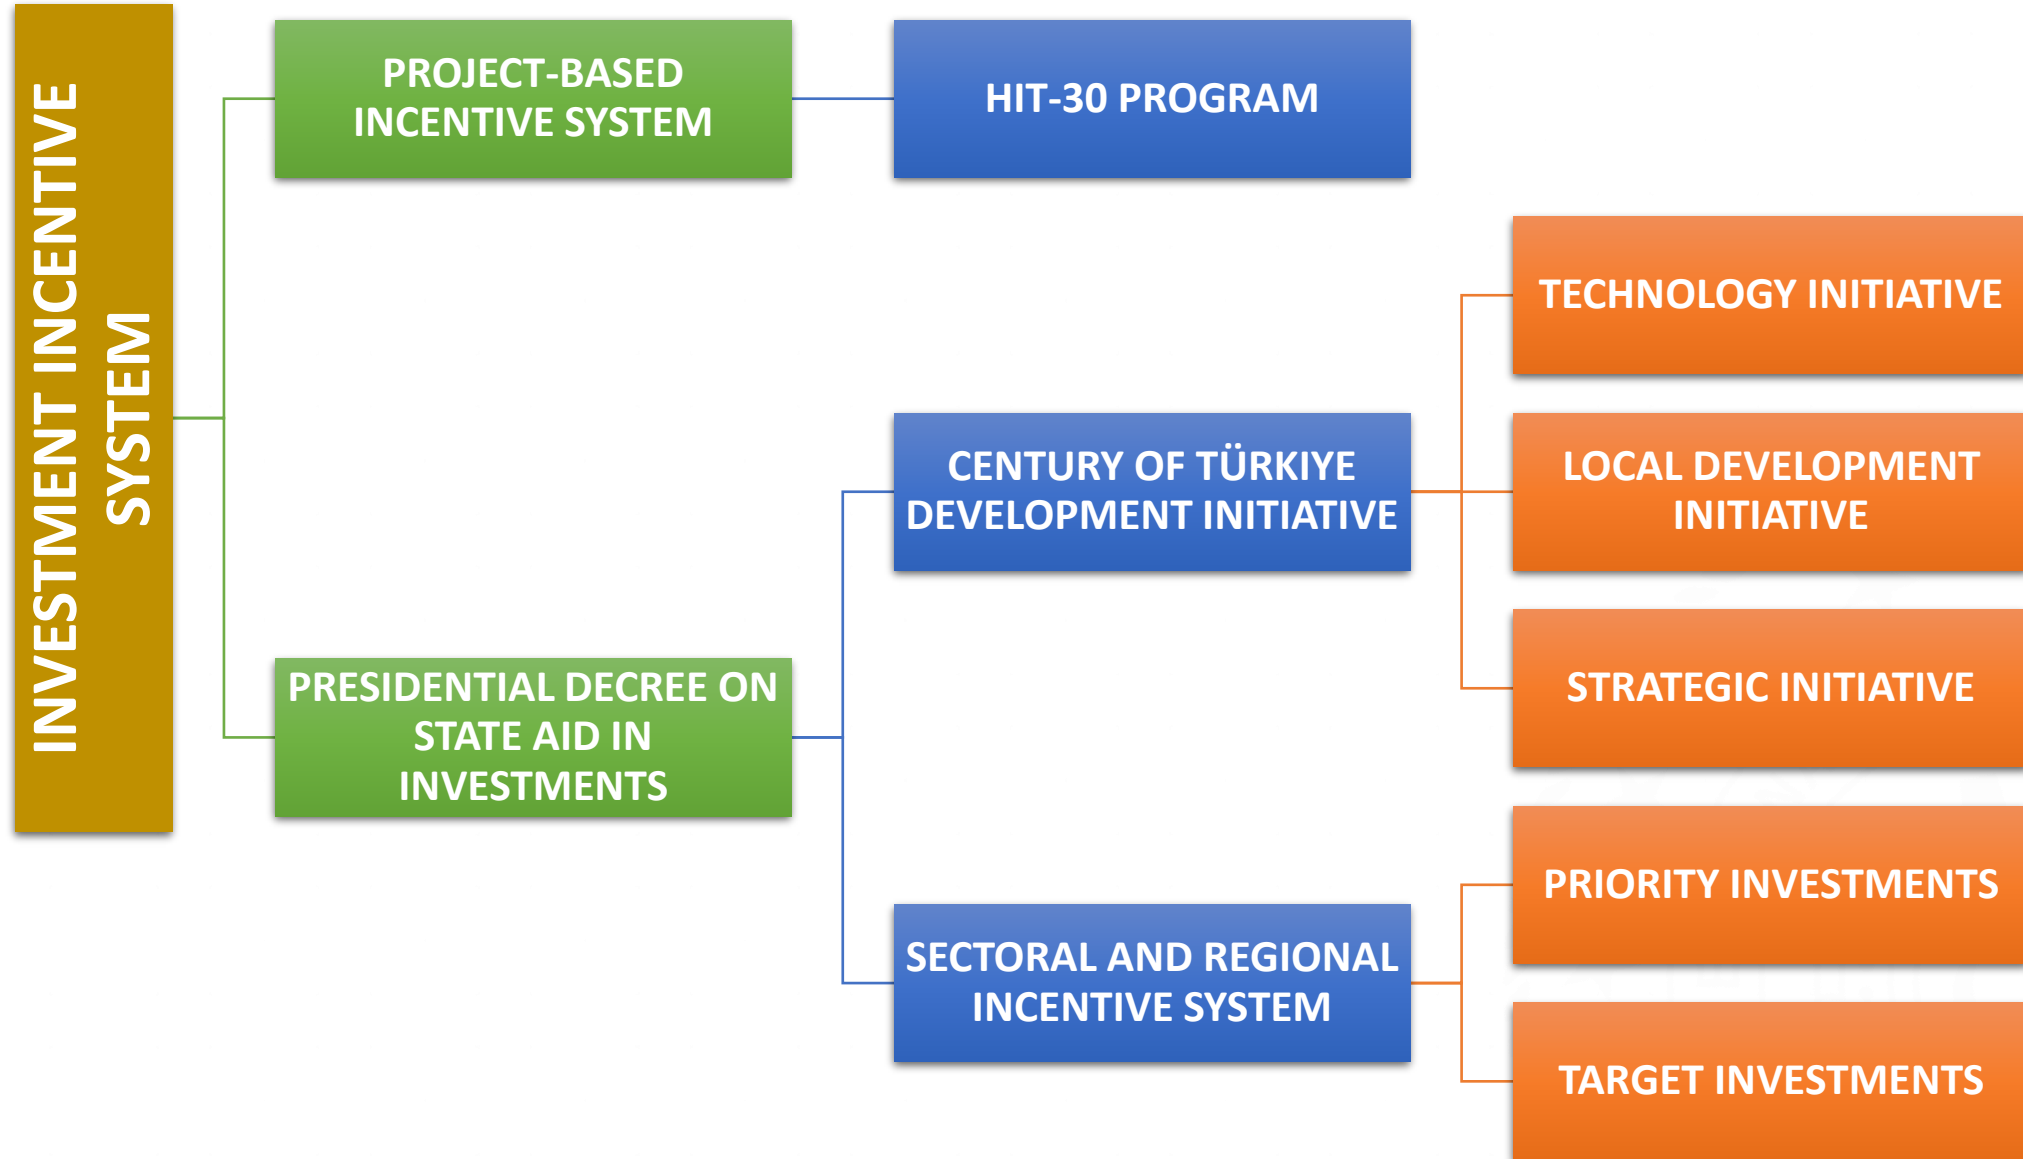 INVESTMENT INCENTIVE
SYSTEM
PROJECT-BASED
INCENTIVE SYSTEM
HIT-30 PROGRAM
PRESIDENTIAL DECREE ON
STATE AID IN
INVESTMENTS
CENTURY OF TÜRKIYE
DEVELOPMENT INITIATIVE
TECHNOLOGY INITIATIVE
LOCAL DEVELOPMENT
INITIATIVE
STRATEGIC INITIATIVE
SECTORAL AND REGIONAL
INCENTIVE SYSTEM
PRIORITY INVESTMENTS
TARGET INVESTMENTS